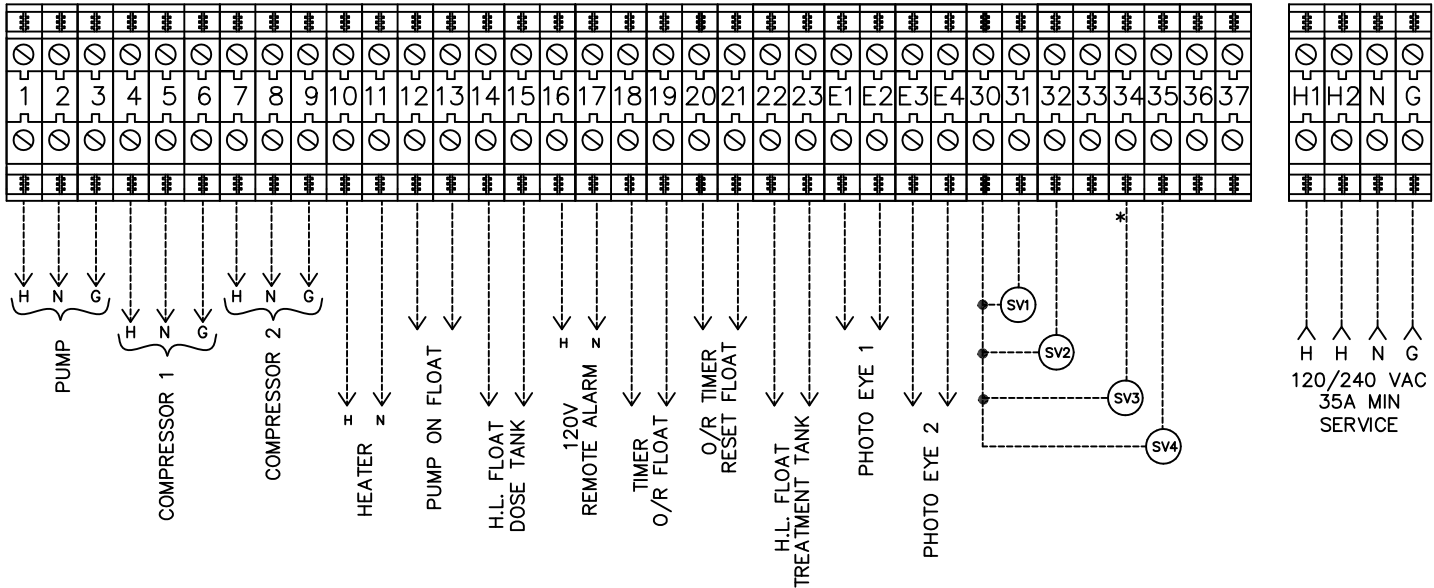 1 2 3 4 5 6 7 8 9 10 11 12 13 14 15 16 17 18 19 20 21 22 23 E1 E2 E3 E4 30 31 32 33 34 35 36 37
H1 H2 N G
*
H N G
PUMP
H N G
COMPRESSOR 1
H N G
COMPRESSOR 2
H N
HEATER
PUMP ON FLOAT
H.L. FLOAT
DOSE TANK
H N
120V
REMOTE ALARM
TIMER
O/R FLOAT
O/R TIMER
RESET FLOAT
H.L. FLOAT
TREATMENT TANK
PHOTO EYE 1
PHOTO EYE 2
SV1
SV2
SV3
SV4
H H N G
120/240 VAC
35A MIN
SERVICE